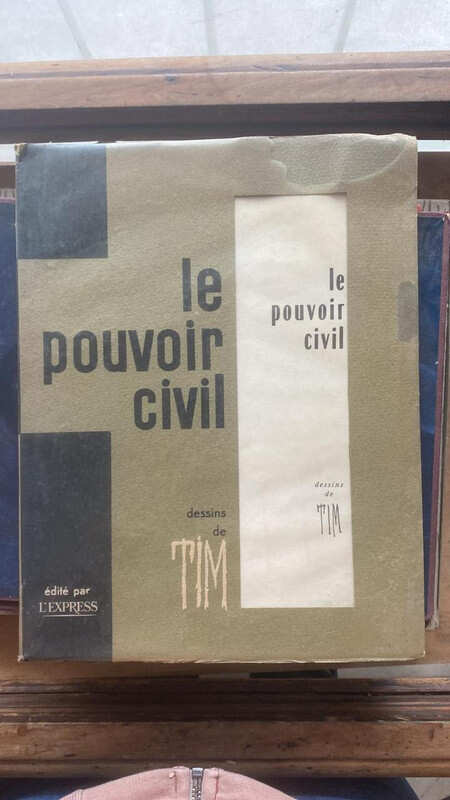 le
pouvoir
civil
dessins
de
TIM
édité par
L'EXPRESS
le
pouvoir
civil
dessins
de
TIM